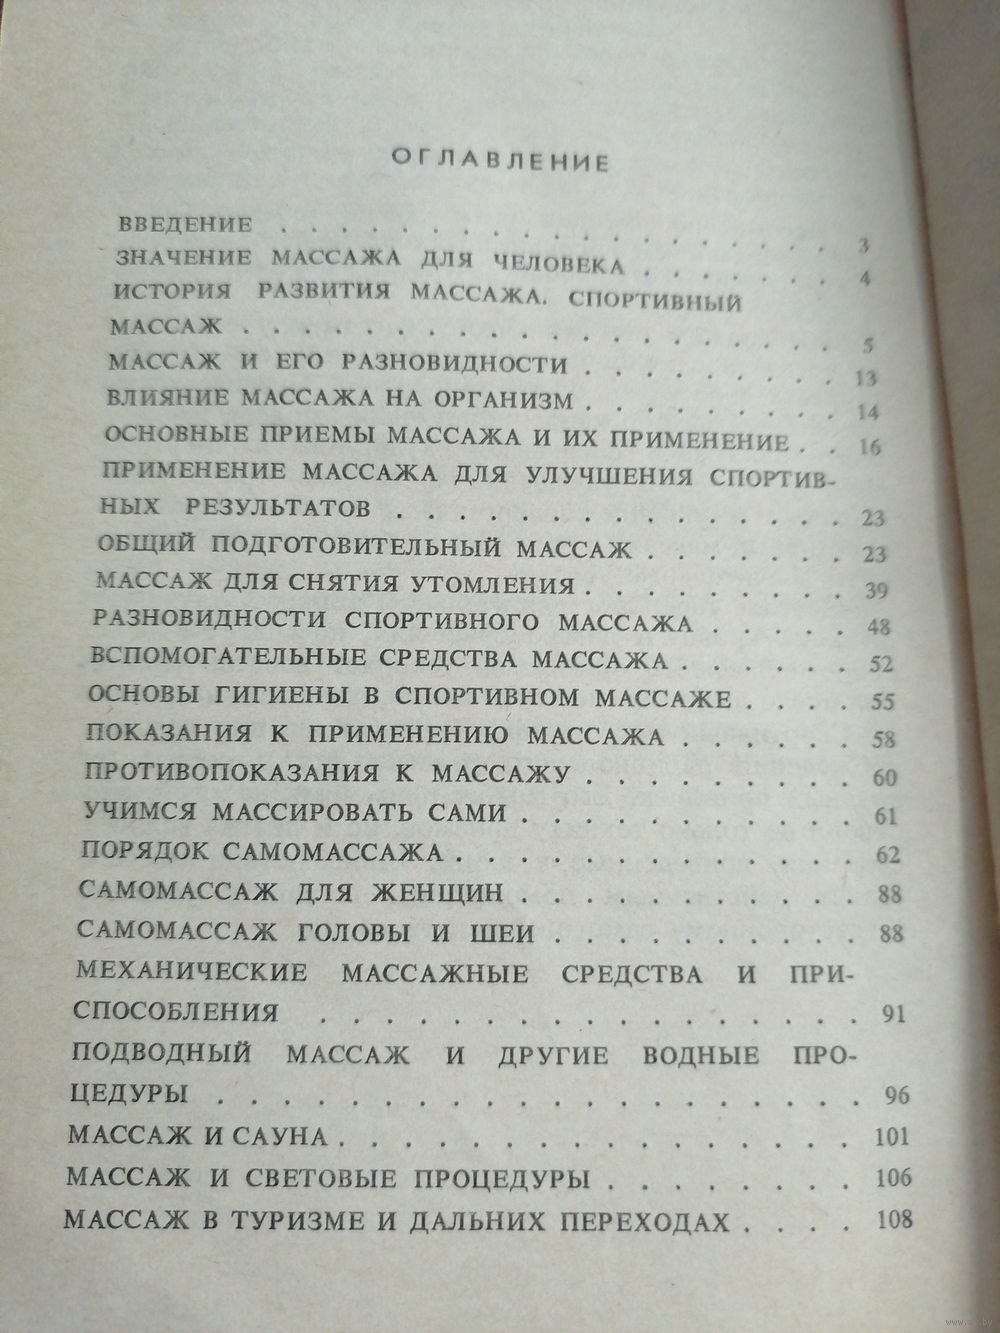 ОГЛАВЛЕНИЕ
ВВЕДЕНИЕ . . . . . . . . . . . . . . . . 3
ЗНАЧЕНИЕ МАССАЖА ДЛЯ ЧЕЛОВЕКА . . . . . 4
ИСТОРИЯ РАЗВИТИЯ МАССАЖА. СПОРТИВНЫЙ
МАССАЖ . . . . . . . . . . . . . . . . . 5
МАССАЖ И ЕГО РАЗНОВИДНОСТИ . . . . . . . 13
ВЛИЯНИЕ МАССАЖА НА ОРГАНИЗМ . . . . . . . 14
ОСНОВНЫЕ ПРИЕМЫ МАССАЖА И ИХ ПРИМЕНЕНИЕ . . 16
ПРИМЕНЕНИЕ МАССАЖА ДЛЯ УЛУЧШЕНИЯ СПОРТИВ-
НЫХ РЕЗУЛЬТАТОВ . . . . . . . . . . . . 23
ОБЩИЙ ПОДГОТОВИТЕЛЬНЫЙ МАССАЖ . . . . . . 23
МАССАЖ ДЛЯ СНЯТИЯ УТОМЛЕНИЯ . . . . . . . 39
РАЗНОВИДНОСТИ СПОРТИВНОГО МАССАЖА . . . . . 48
ВСПОМОГАТЕЛЬНЫЕ СРЕДСТВА МАССАЖА . . . . . 52
ОСНОВЫ ГИГИЕНЫ В СПОРТИВНОМ МАССАЖЕ . . . . 55
ПОКАЗАНИЯ К ПРИМЕНЕНИЮ МАССАЖА . . . . . 58
ПРОТИВОПОКАЗАНИЯ К МАССАЖУ . . . . . . . 60
УЧИМСЯ МАССИРОВАТЬ САМИ . . . . . . . . . 61
ПОРЯДОК САМОМАССАЖА . . . . . . . . . . . 62
САМОМАССАЖ ДЛЯ ЖЕНЩИН . . . . . . . . . 88
САМОМАССАЖ ГОЛОВЫ И ШЕИ . . . . . . . . 88
МЕХАНИЧЕСКИЕ МАССАЖНЫЕ СРЕДСТВА И ПРИ-
СПОСОБЛЕНИЯ . . . . . . . . . . . . . . 91
ПОДВОДНЫЙ МАССАЖ И ДРУГИЕ ВОДНЫЕ ПРО-
ЦЕДУРЫ . . . . . . . . . . . . . . . . . 96
МАССАЖ И САУНА . . . . . . . . . . . . . 101
МАССАЖ И СВЕТОВЫЕ ПРОЦЕДУРЫ . . . . . . . 106
МАССАЖ В ТУРИЗМЕ И ДАЛЬНИХ ПЕРЕХОДАХ . . . . 108